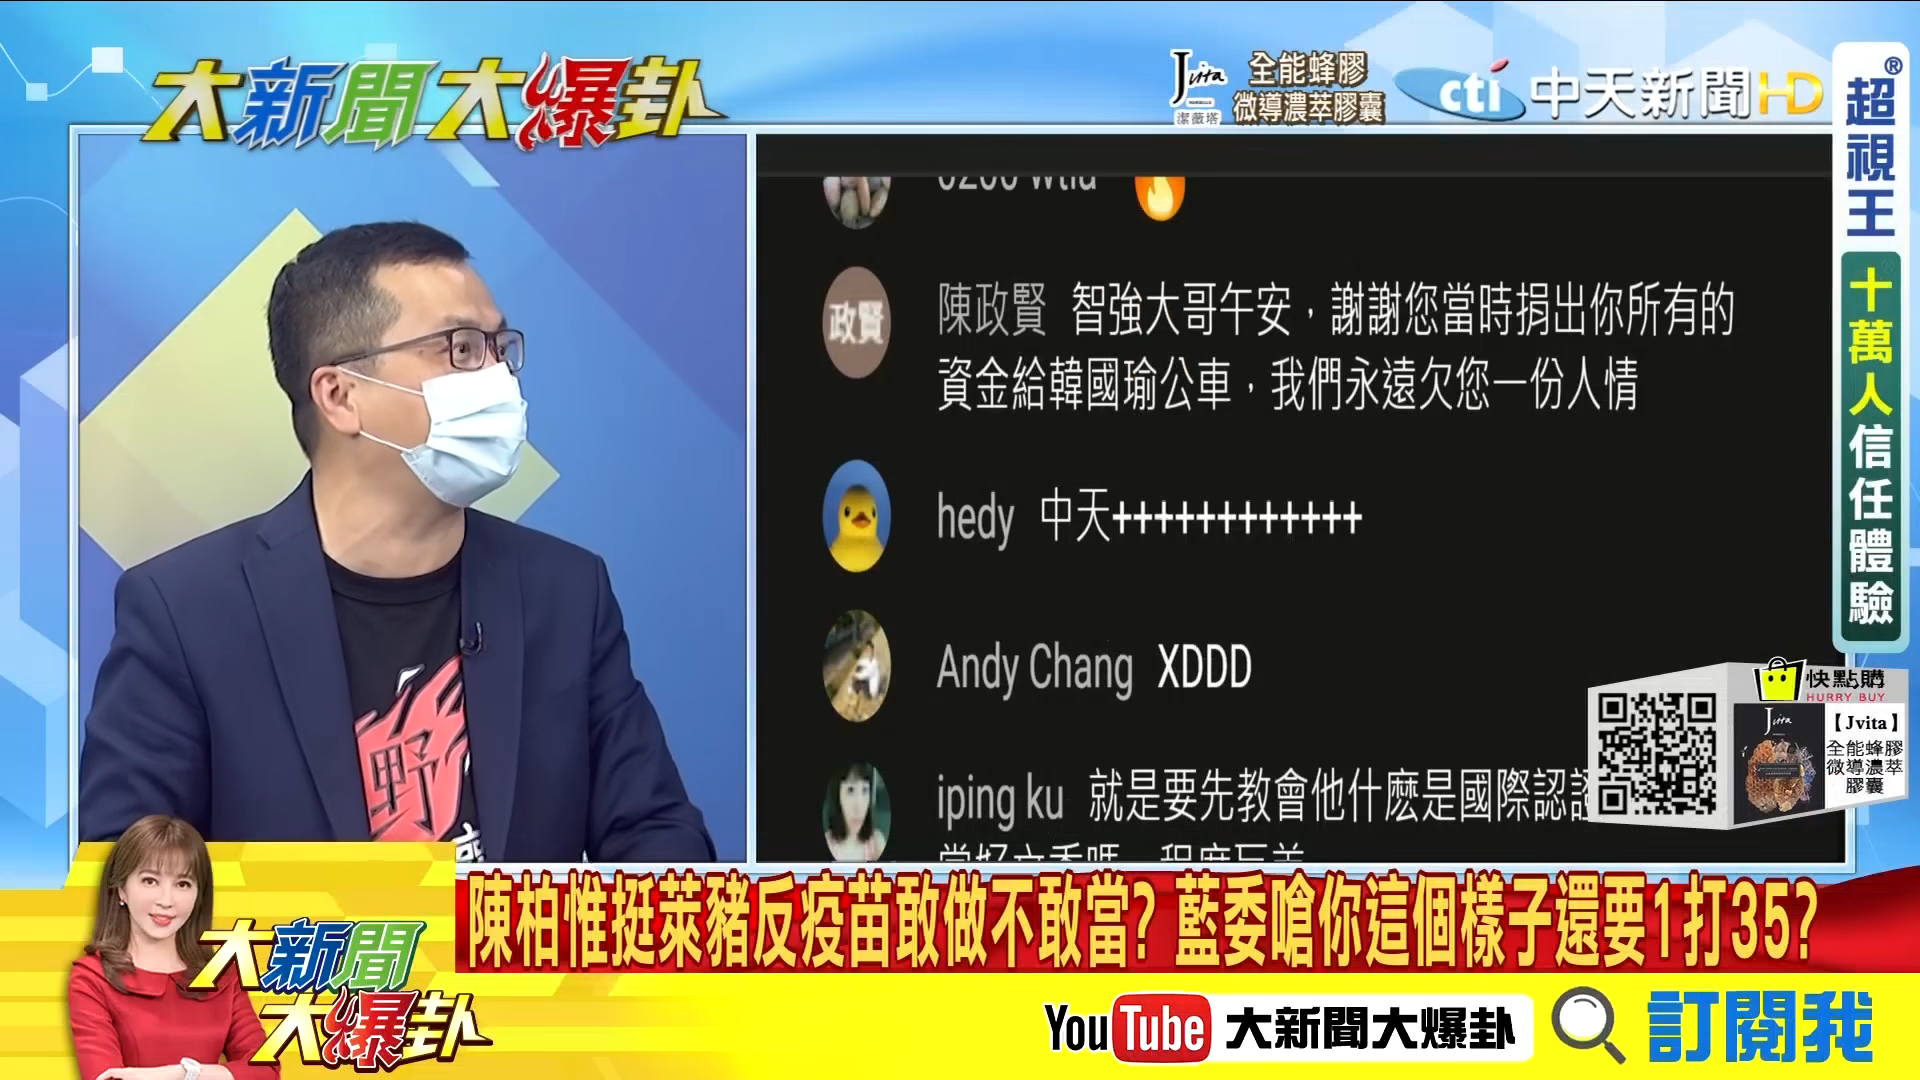 大新聞大爆卦
Jvita
潔薇塔
全能蜂膠
微導濃萃膠囊
cti 中天新聞HD
超視王®
十萬人信任體驗
陳政賢 智強大哥午安，謝謝您當時捐出你所有的
資金給韓國瑜公車，我們永遠欠您一份人情
hedy 中天++++++++++++
Andy Chang XDDD
iping ku 就是要先教會他什麼是國際認
政賢
野
快點購
HURRY BUY
Jvita
【Jvita】
全能蜂膠
微導濃萃
膠囊
陳柏惟挺萊豬反疫苗敢做不敢當? 藍委嗆你這個樣子還要1打35?
大新聞
大爆卦
YouTube 大新聞大爆卦 訂閱我